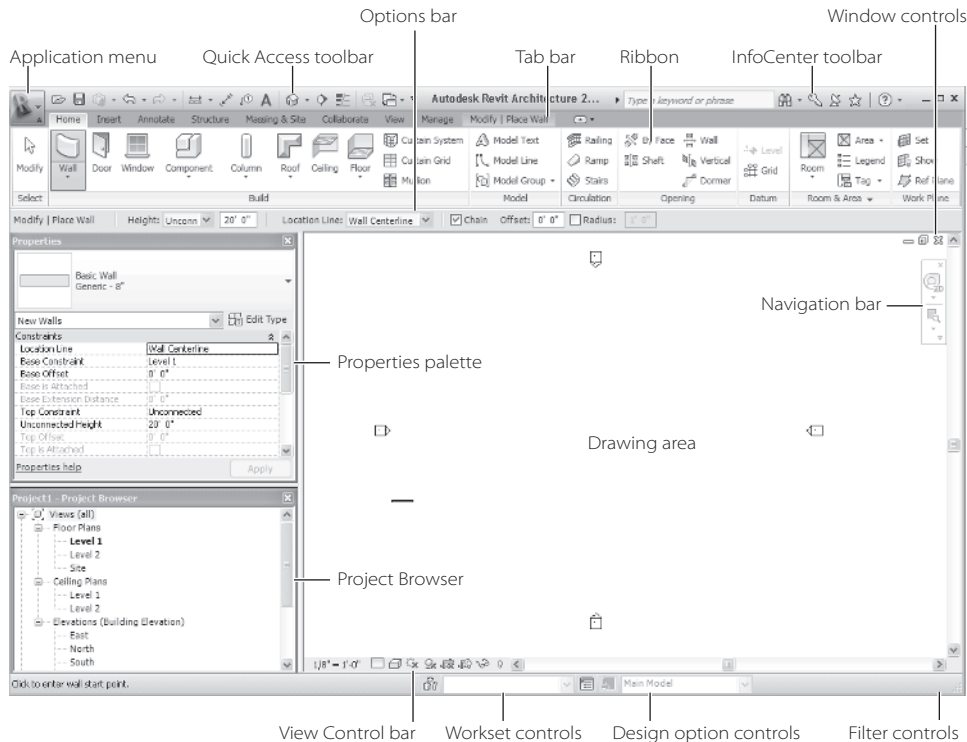 Options bar
Window controls
Application menu
Quick Access toolbar
Tab bar
Ribbon
InfoCenter toolbar
Autodesk Revit Architecture 2...
Type a keyword or phrase
Home Insert Annotate Structure Massing & Site Collaborate View Manage Modify | Place Wall
Modify Wall Door Window Component Column Roof Ceiling Floor
Curtain System
Curtain Grid
Mullion
Model Text
Model Line
Model Group
Railing
Ramp
Stairs
By Face
Shaft
Wall
Vertical
Dormer
Level
Grid
Room
Area
Legend
Tag
Set
Show
Ref Plane
Select Build Model Circulation Opening Datum Room & Area Work Plane
Modify | Place Wall Height: Unconn 20' 0" Location Line: Wall Centerline Chain Offset: 0' 0" Radius: 1' 0"
Properties
Basic Wall
Generic - 8"
New Walls Edit Type
Constraints
Location Line Wall Centerline
Base Constraint Level 1
Base Offset 0' 0"
Base is Attached
Base Extension Distance 0' 0"
Top Constraint Unconnected
Unconnected Height 20' 0"
Top Offset 0' 0"
Top is Attached
Properties help Apply
Navigation bar
2D
Properties palette
Drawing area
Project1 - Project Browser
Views (all)
Floor Plans
Level 1
Level 2
Site
Ceiling Plans
Level 1
Level 2
Elevations (Building Elevation)
East
North
South
Project Browser
1/8" = 1'-0"
Click to enter wall start point.
Main Model
View Control bar
Workset controls
Design option controls
Filter controls